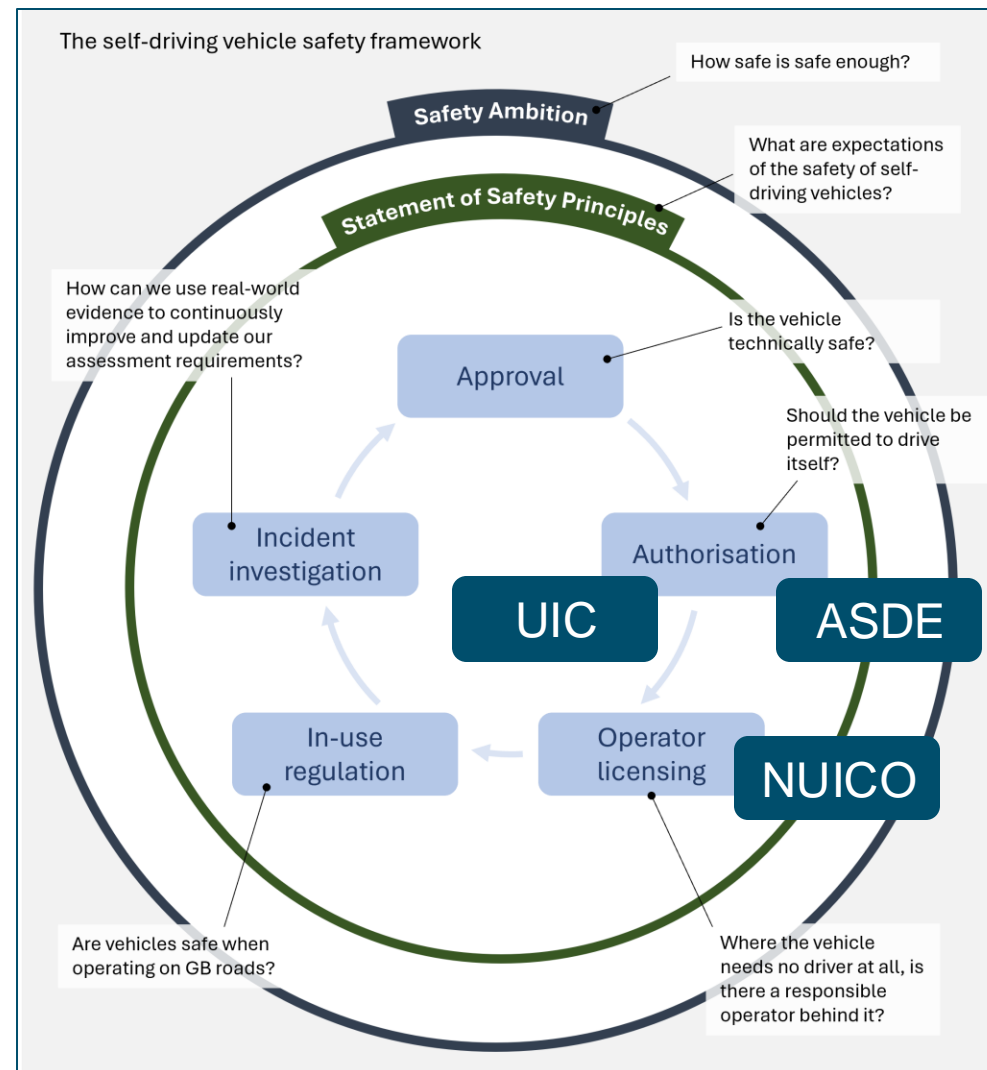 The self-driving vehicle safety framework
How safe is safe enough?
Safety Ambition
What are expectations
of the safety of self-
driving vehicles?
Statement of Safety Principles
How can we use real-world
evidence to continuously
improve and update our
assessment requirements?
Is the vehicle
technically safe?
Approval
Should the vehicle be
permitted to drive
itself?
Incident
investigation
Authorisation
UIC
ASDE
In-use
regulation
Operator
licensing
NUICO
Are vehicles safe when
operating on GB roads?
Where the vehicle
needs no driver at all, is
there a responsible
operator behind it?